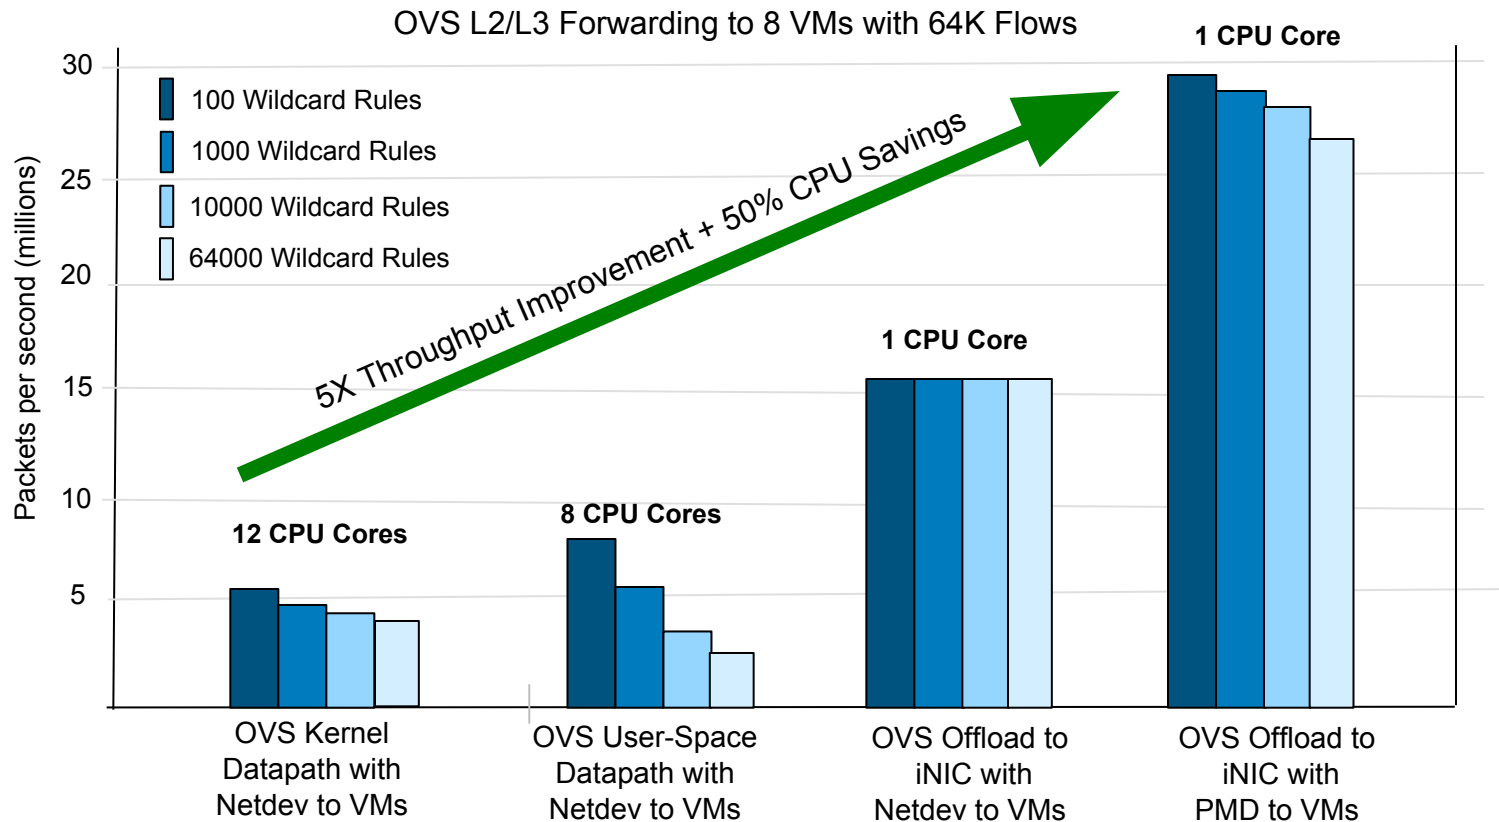 OVS L2/L3 Forwarding to 8 VMs with 64K Flows
1 CPU Core
30
25
20
15
10
5
Packets per second (millions)
100 Wildcard Rules
1000 Wildcard Rules
10000 Wildcard Rules
64000 Wildcard Rules
5X Throughput Improvement + 50% CPU Savings
1 CPU Core
12 CPU Cores
8 CPU Cores
OVS Kernel
Datapath with
Netdev to VMs
OVS User-Space
Datapath with
Netdev to VMs
OVS Offload to
iNIC with
Netdev to VMs
OVS Offload to
iNIC with
PMD to VMs